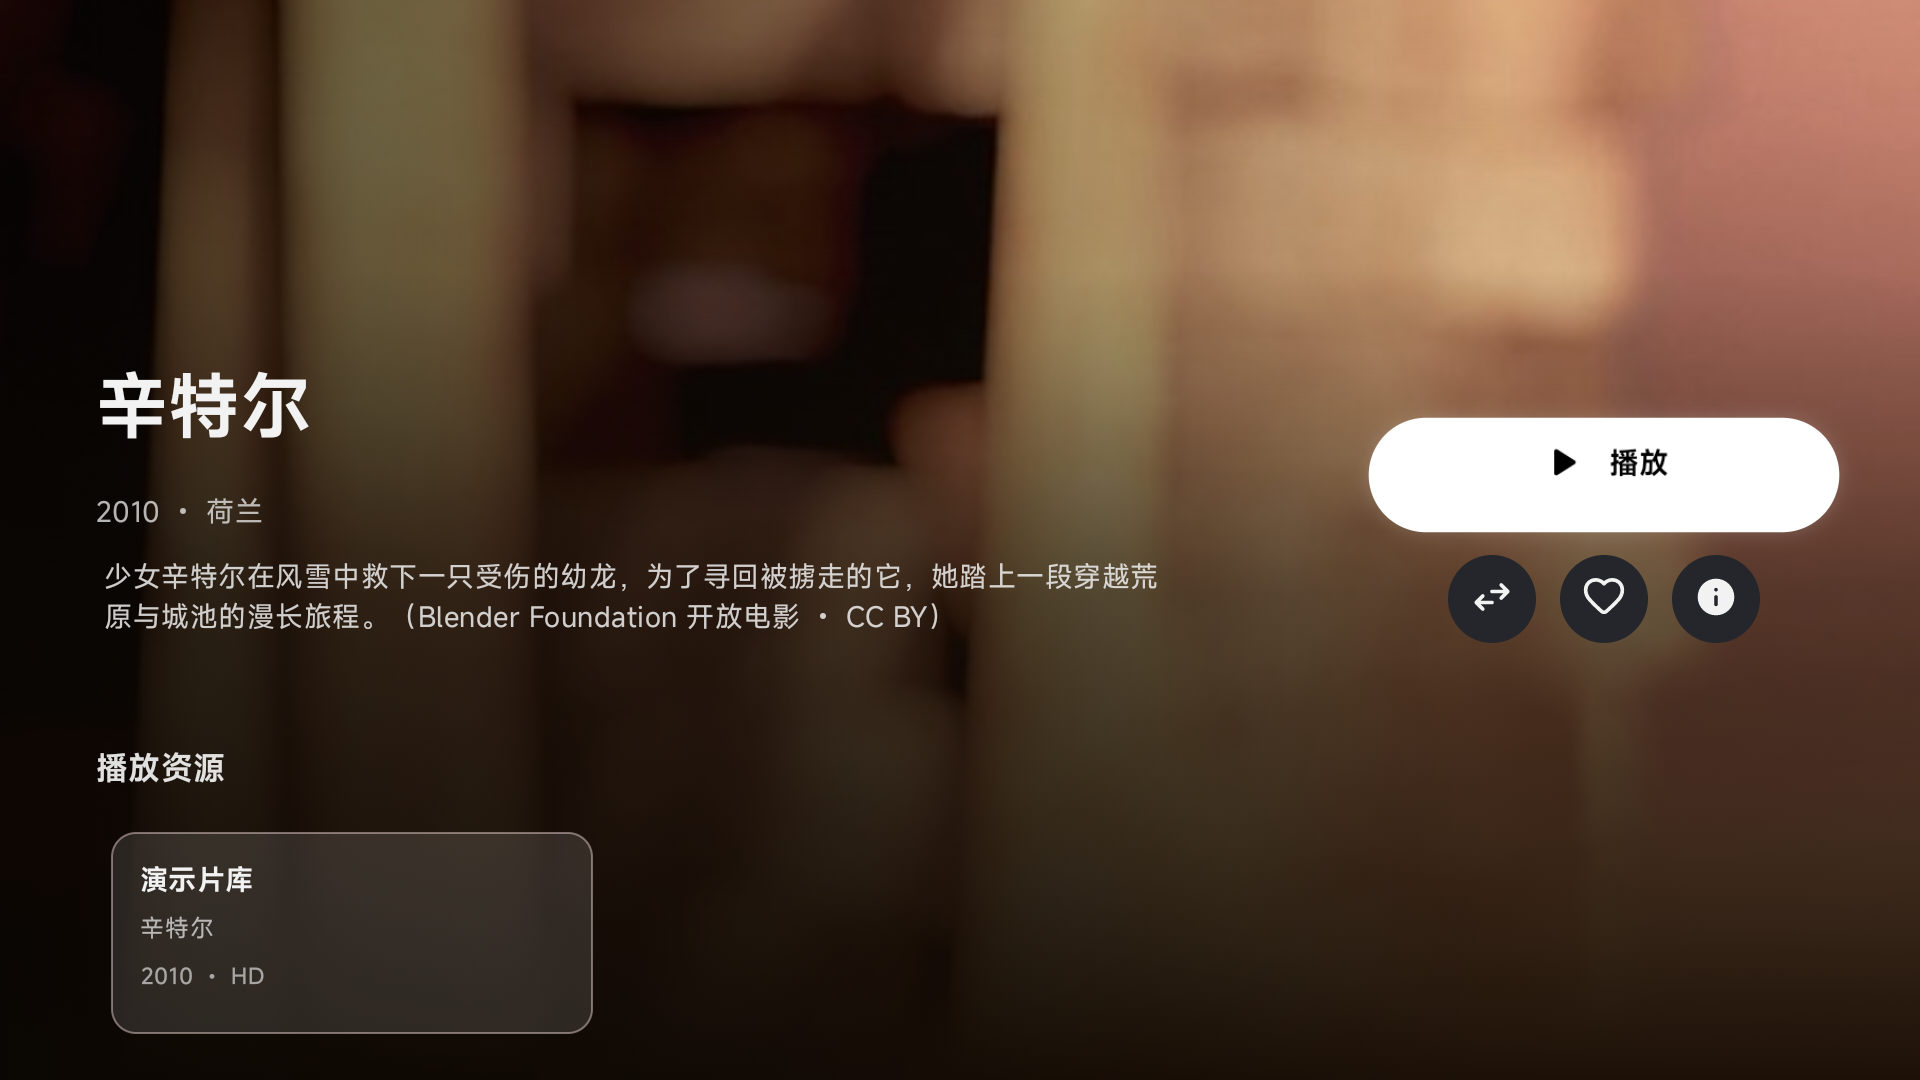 辛特尔
2010 • 荷兰
少女辛特尔在风雪中救下一只受伤的幼龙，为了寻回被掳走的它，她踏上一段穿越荒
原与城池的漫长旅程。（Blender Foundation 开放电影 • CC BY）
播放
播放资源
演示片库
辛特尔
2010 • HD